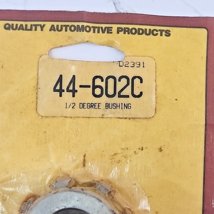 QUALITY AUTOMOTIVE PRODUCTS
D2391
44-602C
1/2 DEGREE BUSHING